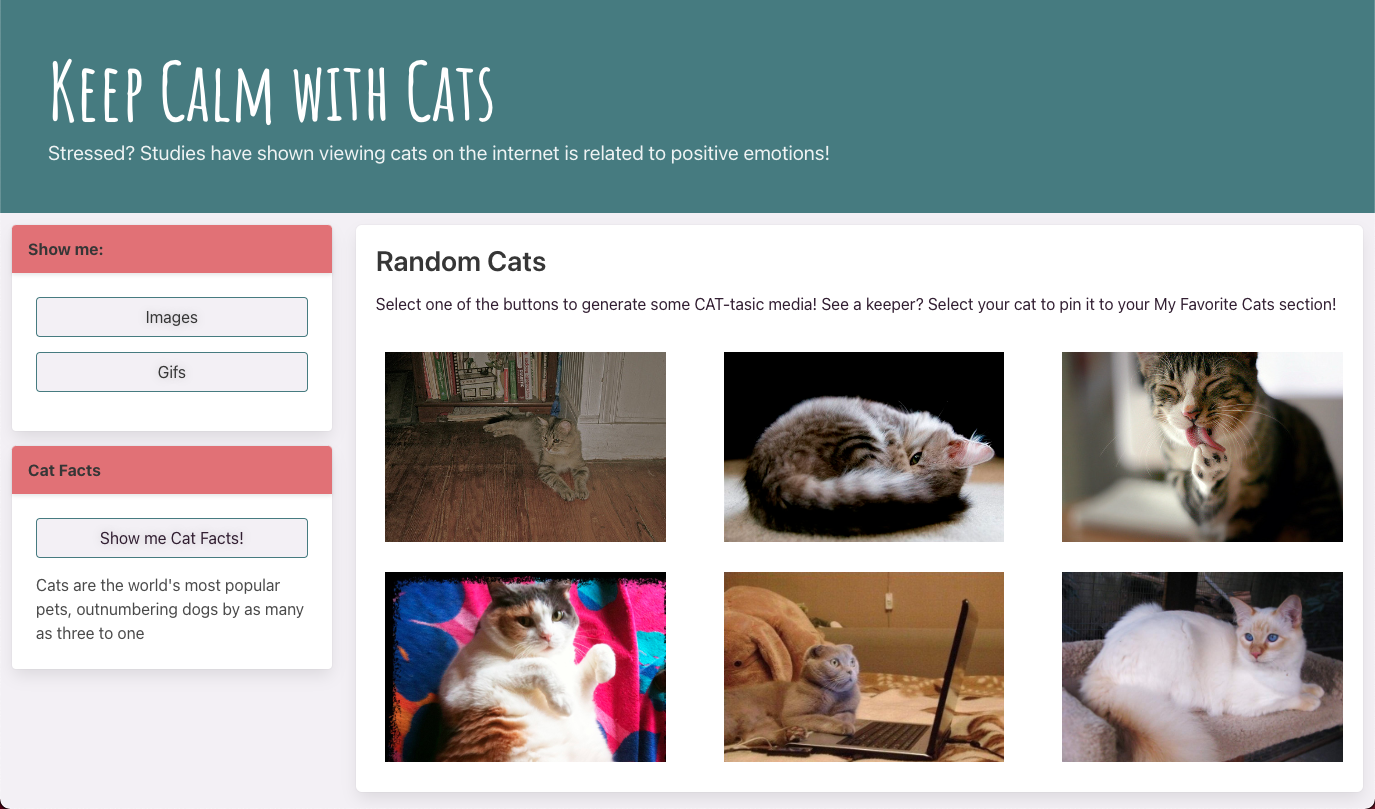 Keep Calm with Cats
Stressed? Studies have shown viewing cats on the internet is related to positive emotions!
Show me:
Images
Gifs
Cat Facts
Show me Cat Facts!
Cats are the world's most popular
pets, outnumbering dogs by as many
as three to one
Random Cats
Select one of the buttons to generate some CAT-tasic media! See a keeper? Select your cat to pin it to your My Favorite Cats section!